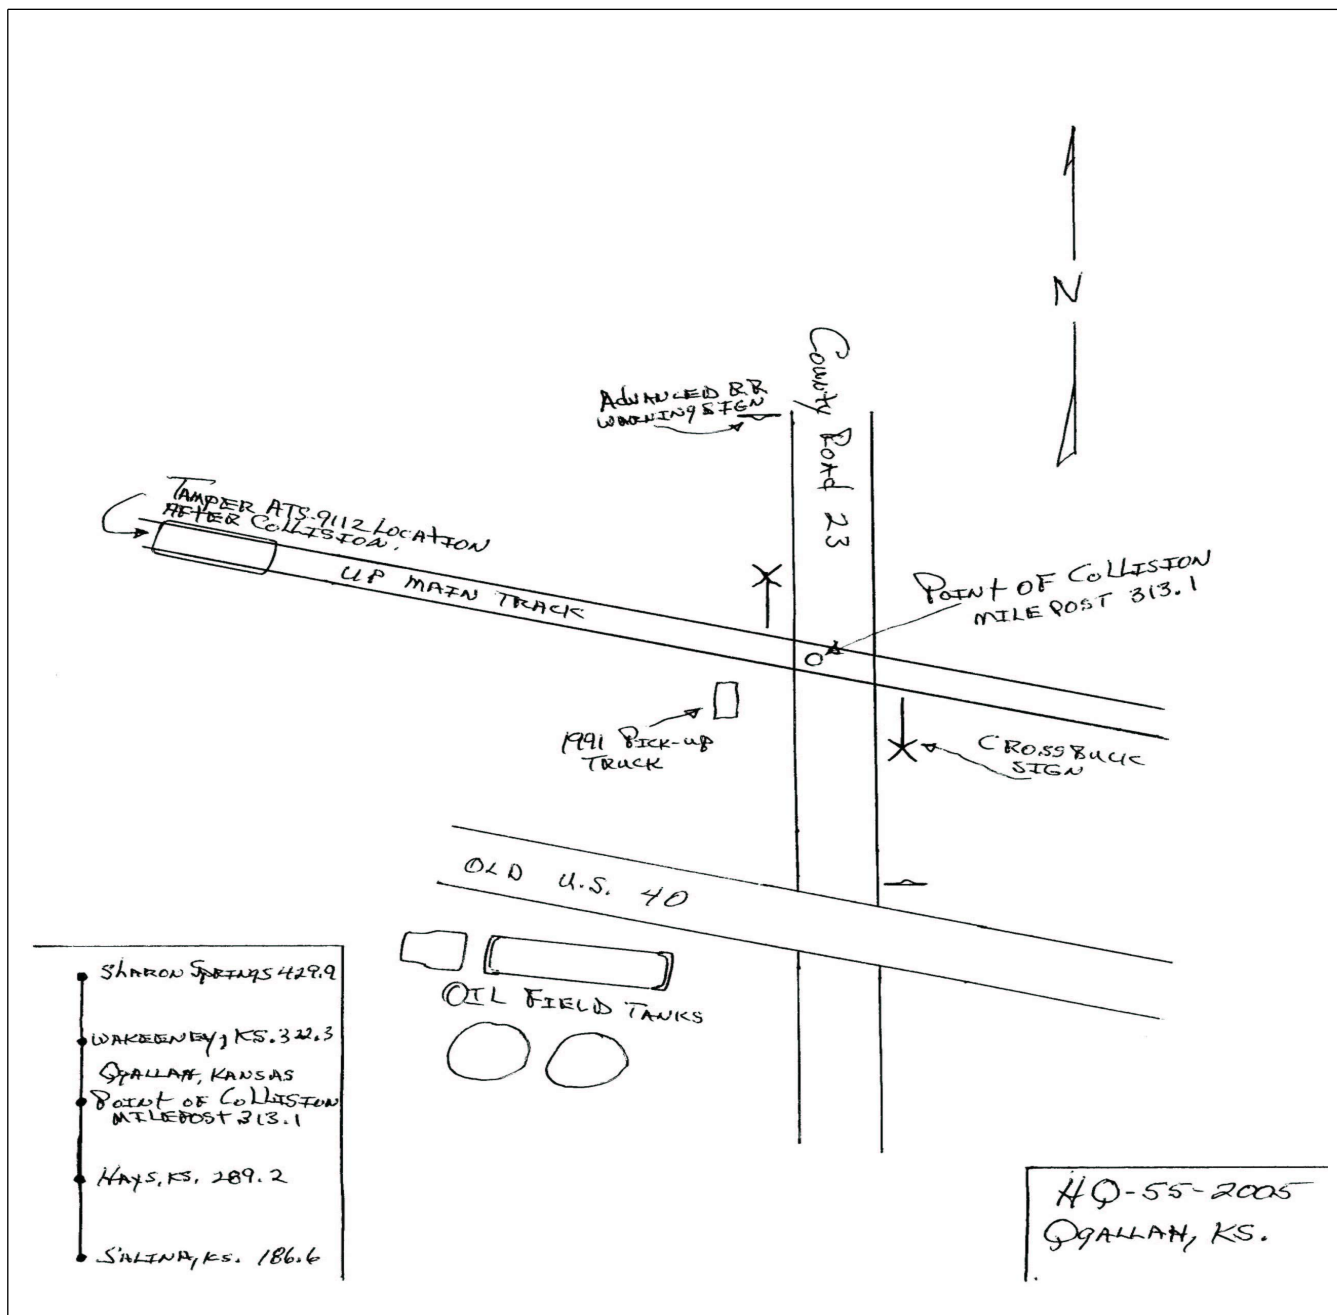 N
County Road 23
ADVANCED R.R.
WARNING SIGN
TAMPER ATS-9112 LOCATION
AFTER COLLISION.
UP MAIN TRACK
POINT OF COLLISION
MILEPOST 313.1
1991 PICK-UP
TRUCK
CROSSBUCK
SIGN
OLD U.S. 40
OIL FIELD TANKS
SHARON SPRINGS 429.9
WAKEENEY, KS. 322.3
OGALLAH, KANSAS
POINT OF COLLISION
MILEPOST 313.1
HAYS, KS. 289.2
SALINA, KS. 186.6
HQ-55-2005
OGALLAH, KS.